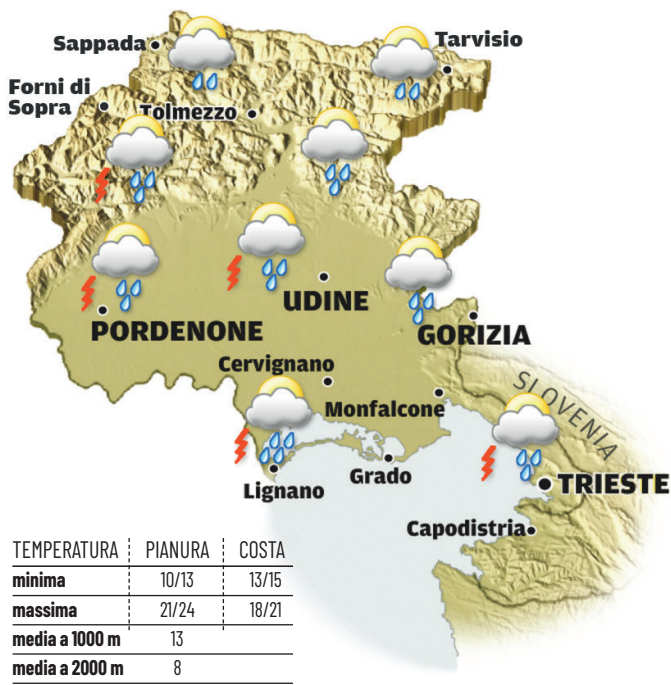 Sappada
Tarvisio
Forni di
Sopra
Tolmezzo
UDINE
PORDENONE
GORIZIA
Cervignano
SLOVENIA
Monfalcone
Grado
TRIESTE
Lignano
Capodistria
TEMPERATURA PIANURA COSTA
minima 10/13 13/15
massima 21/24 18/21
media a 1000 m 13
media a 2000 m 8